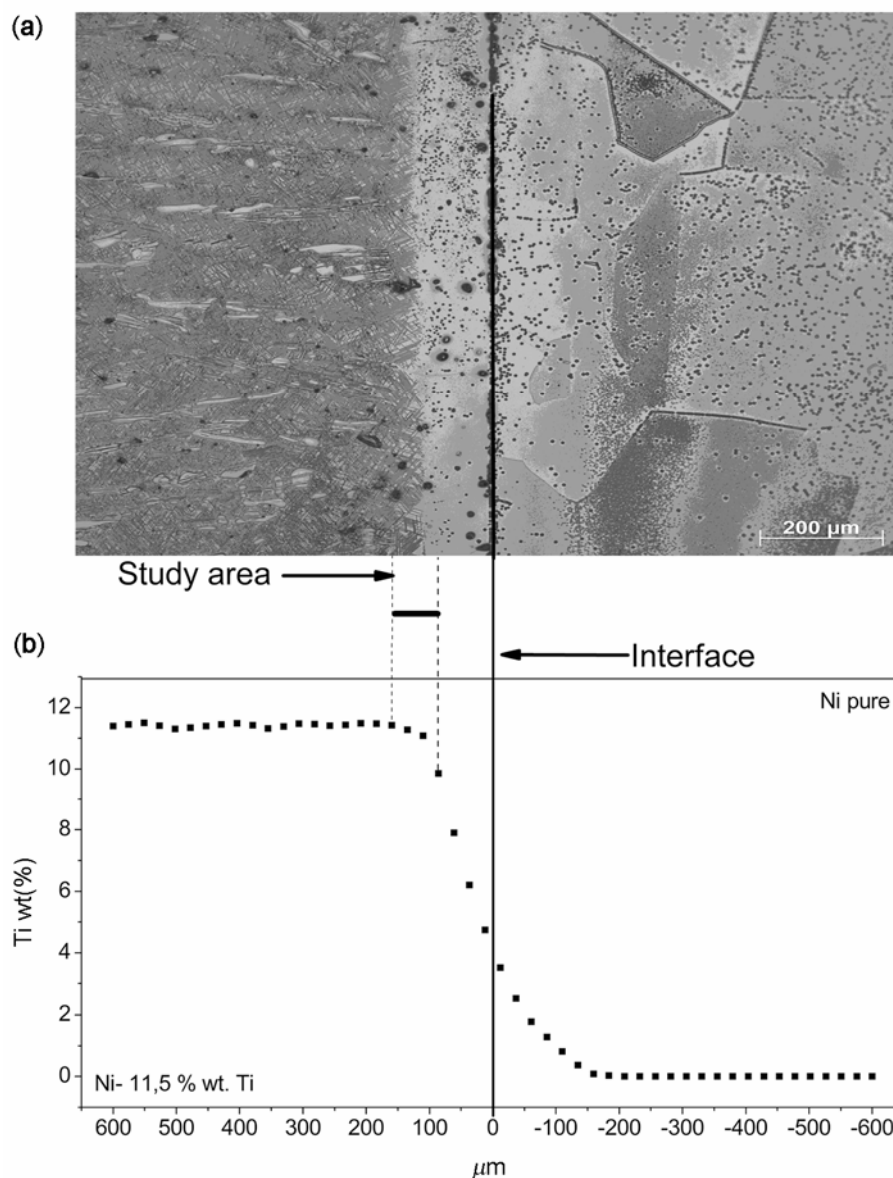 (a)
200 µm
Study area
Interface
(b)
Ni pure
12
10
8
6
4
2
0
Ti wt(%)
Ni- 11,5 % wt. Ti
600 500 400 300 200 100 0 -100 -200 -300 -400 -500 -600
µm